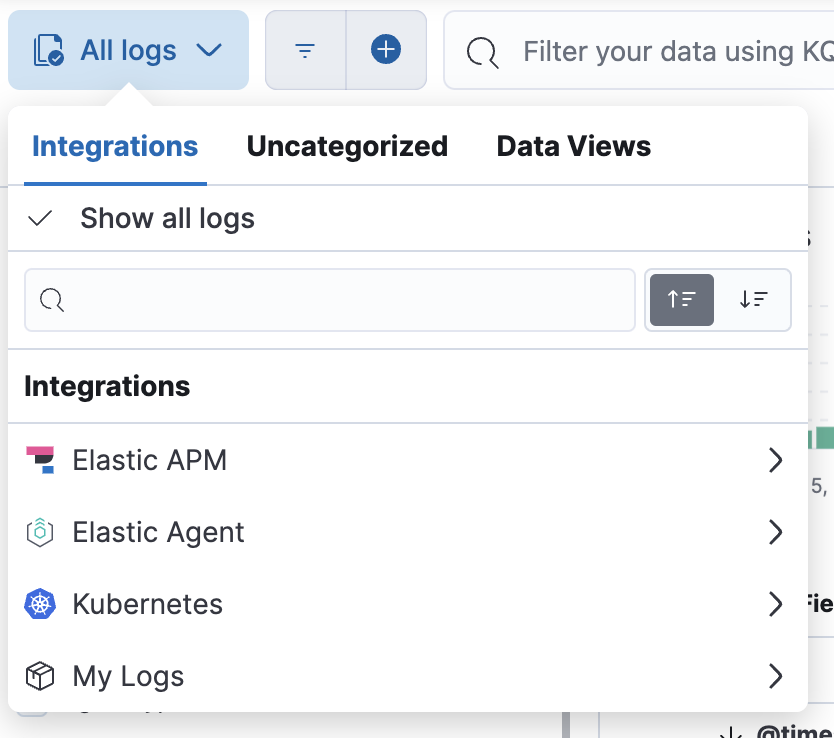 All logs
Filter your data using KQ
Integrations Uncategorized Data Views
Show all logs
Integrations
Elastic APM
5,
Elastic Agent
Kubernetes
Fie
My Logs
@time